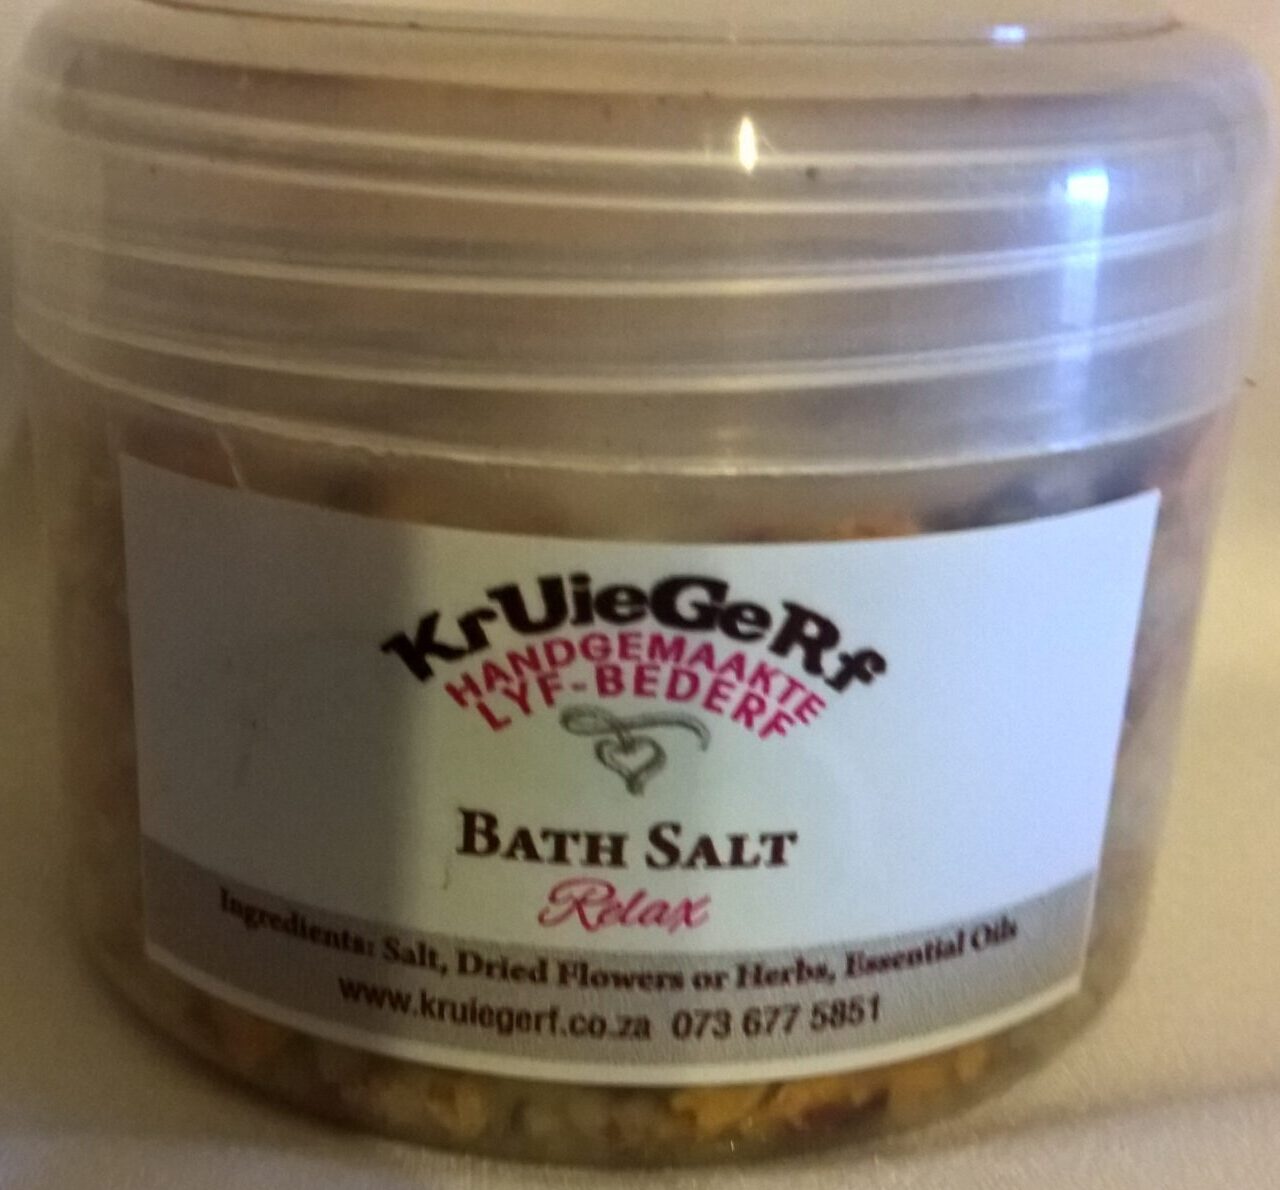 KrUieGeRf
HANDGEMAAKTE
LYF-BEDERF
BATH SALT
Relax
Ingredients: Salt, Dried Flowers or Herbs, Essential Oils
www.kruiegerf.co.za 073 677 5851